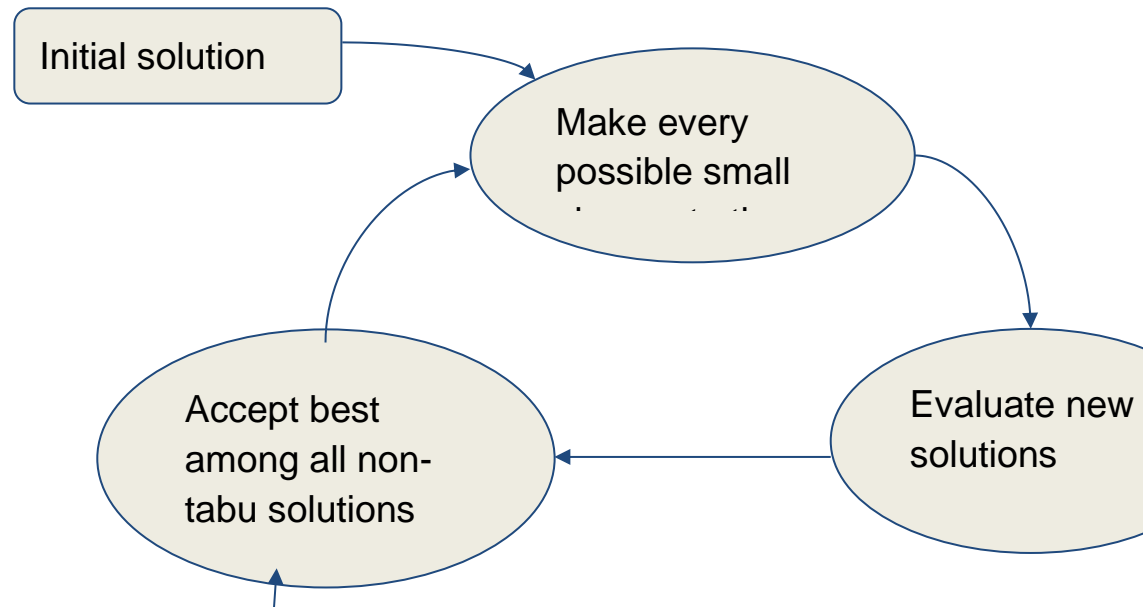 Initial solution
Make every
possible small
Evaluate new
solutions
Accept best
among all non-
tabu solutions